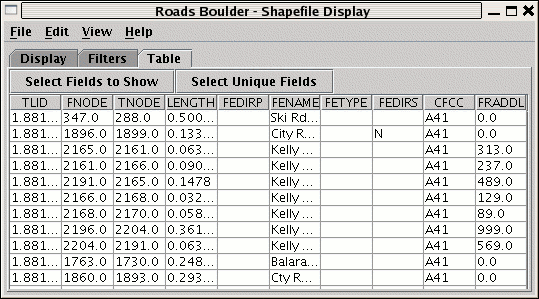 Roads Boulder - Shapefile Display
File Edit View Help
Display Filters Table
Select Fields to Show Select Unique Fields
TLID FNODE TNODE LENGTH FEDIRP FENAME FETYPE FEDIRS CFCC FRADDL
1.881... 347.0 288.0 0.500... Ski Rd... A41 0.0
1.881... 1896.0 1899.0 0.133... City R... N A41 0.0
1.881... 2165.0 2161.0 0.063... Kelly ... A41 313.0
1.881... 2161.0 2166.0 0.090... Kelly ... A41 237.0
1.881... 2191.0 2165.0 0.1478 Kelly ... A41 489.0
1.881... 2166.0 2168.0 0.032... Kelly ... A41 129.0
1.881... 2168.0 2170.0 0.058... Kelly ... A41 89.0
1.881... 2196.0 2204.0 0.361... Kelly ... A41 999.0
1.881... 2204.0 2191.0 0.063... Kelly ... A41 569.0
1.881... 1763.0 1730.0 0.248... Balara... A41 0.0
1.881... 1860.0 1893.0 0.293... Cty R... A41 0.0